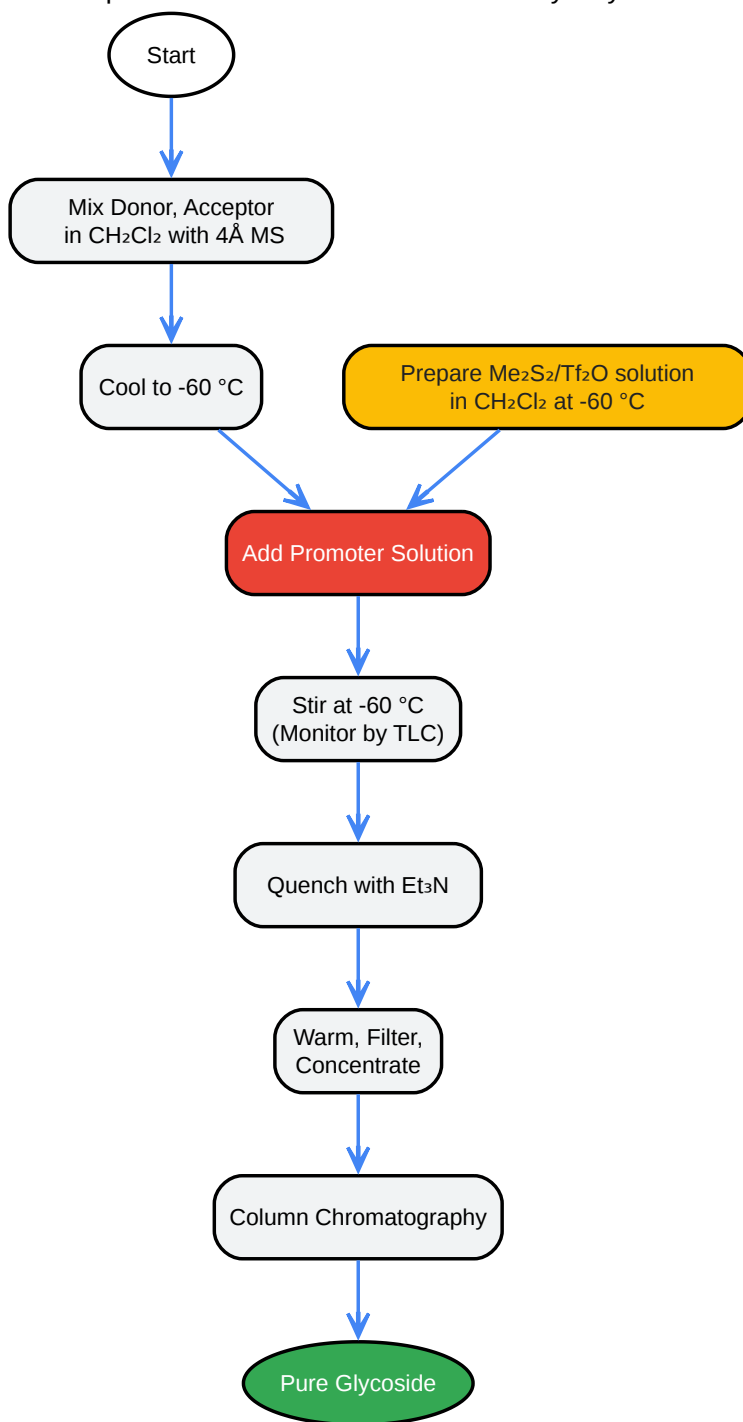 Start
Mix Donor, Acceptor
in CH₂Cl₂ with 4Å MS
Cool to -60 °C
Prepare Me₂S₂/Tf₂O solution
in CH₂Cl₂ at -60 °C
Add Promoter Solution
Stir at -60 °C
(Monitor by TLC)
Quench with Et₃N
Warm, Filter,
Concentrate
Column Chromatography
Pure Glycoside